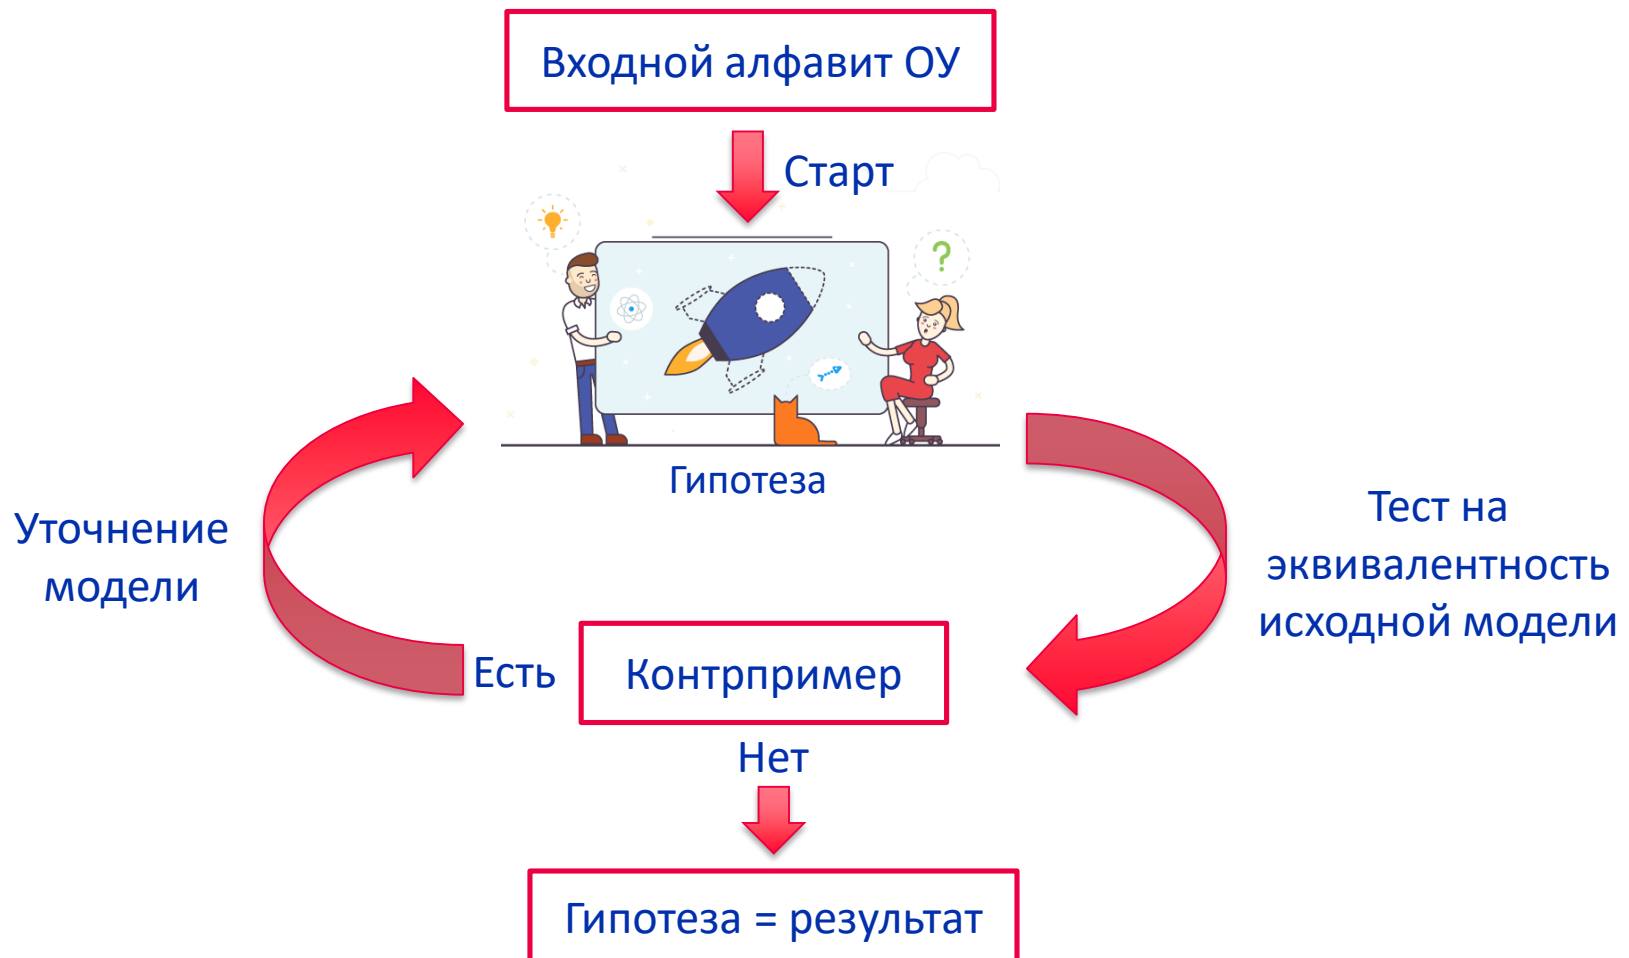 Входной алфавит ОУ
Старт
?
Гипотеза
Уточнение
модели
Тест на
эквивалентность
исходной модели
Есть
Контрпример
Нет
Гипотеза = результат